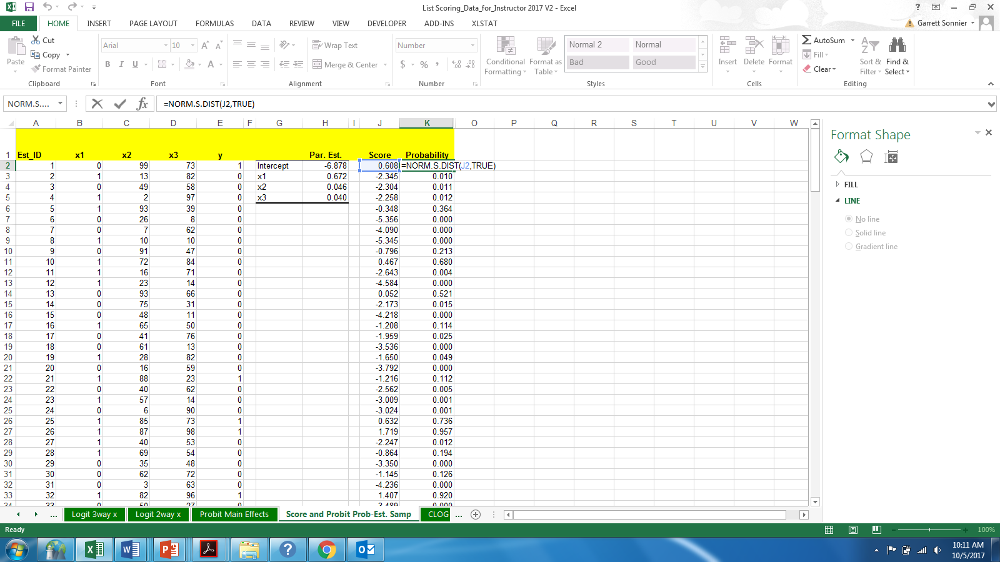 List Scoring_Data_for_Instructor 2017 V2 - Excel
FILE HOME INSERT PAGE LAYOUT FORMULAS DATA REVIEW VIEW DEVELOPER ADD-INS XLSTAT Garrett Sonnier
Cut
Copy
Format Painter
Paste
Clipboard
Arial 10
B I U A
Font
Wrap Text
Merge & Center
Alignment
Number
$ % ,
Number
Conditional Formatting
Format as Table
Normal 2 Normal
Bad Good
Styles
Insert Delete Format
Cells
AutoSum
Fill
Clear
Sort & Filter
Find & Select
Editing
NORM.S.... fx =NORM.S.DIST(J2,TRUE)
A B C D E F G H I J K O P Q R S T U V W
1 Est_ID x1 x2 x3 y Par. Est. Score Probability
2 1 0 99 73 1 Intercept -6.878 0.608 =NORM.S.DIST(J2,TRUE)
3 2 1 13 82 0 x1 0.672 -2.345 0.010
4 3 0 49 58 0 x2 0.046 -2.304 0.011
5 4 1 2 97 0 x3 0.040 -2.258 0.012
6 5 1 93 39 0 -0.348 0.364
7 6 0 26 8 0 -5.356 0.000
8 7 0 7 62 0 -4.090 0.000
9 8 1 10 10 0 -5.345 0.000
10 9 0 91 47 0 -0.796 0.213
11 10 1 72 84 0 0.467 0.680
12 11 1 16 71 0 -2.643 0.004
13 12 1 23 14 0 -4.584 0.000
14 13 0 93 66 0 0.052 0.521
15 14 0 75 31 0 -2.173 0.015
16 15 0 48 11 0 -4.218 0.000
17 16 1 65 50 0 -1.208 0.114
18 17 0 41 76 0 -1.959 0.025
19 18 0 61 13 0 -3.536 0.000
20 19 1 28 82 0 -1.650 0.049
21 20 0 16 59 0 -3.792 0.000
22 21 1 88 23 1 -1.216 0.112
23 22 0 40 62 0 -2.562 0.005
24 23 1 57 14 0 -3.009 0.001
25 24 0 6 90 0 -3.024 0.001
26 25 1 85 73 1 0.632 0.736
27 26 1 87 98 1 1.719 0.957
28 27 1 40 53 0 -2.247 0.012
29 28 1 69 54 0 -0.864 0.194
30 29 0 35 48 0 -3.350 0.000
31 30 0 62 72 0 -1.145 0.126
32 31 0 3 63 0 -4.236 0.000
33 32 1 82 96 1 1.407 0.920
Format Shape
FILL
LINE
No line
Solid line
Gradient line
... Logit 3way x Logit 2way x Probit Main Effects Score and Probit Prob-Est. Samp CLOG ...
Ready 100%
10:11 AM
10/5/2017